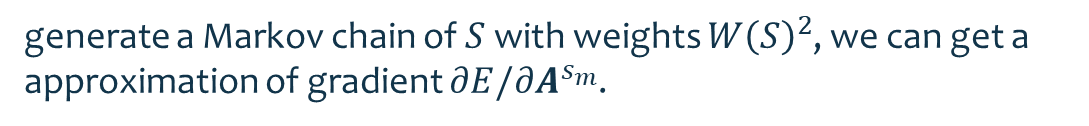 generate a Markov chain of 𝑆 with weights 𝑊(𝑆)², we can get a
approximation of gradient 𝜕𝐸/𝜕𝑨^{𝑆_𝑚}.